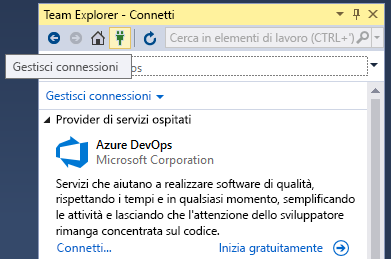 Team Explorer - Connetti
Cerca in elementi di lavoro (CTRL+')
Gestisci connessioni
Gestisci connessioni
Provider di servizi ospitati
Azure DevOps
Microsoft Corporation
Servizi che aiutano a realizzare software di qualità,
rispettando i tempi e in qualsiasi momento, semplificando
le attività e lasciando che l'attenzione dello sviluppatore
rimanga concentrata sul codice.
Connetti... Inizia gratuitamente